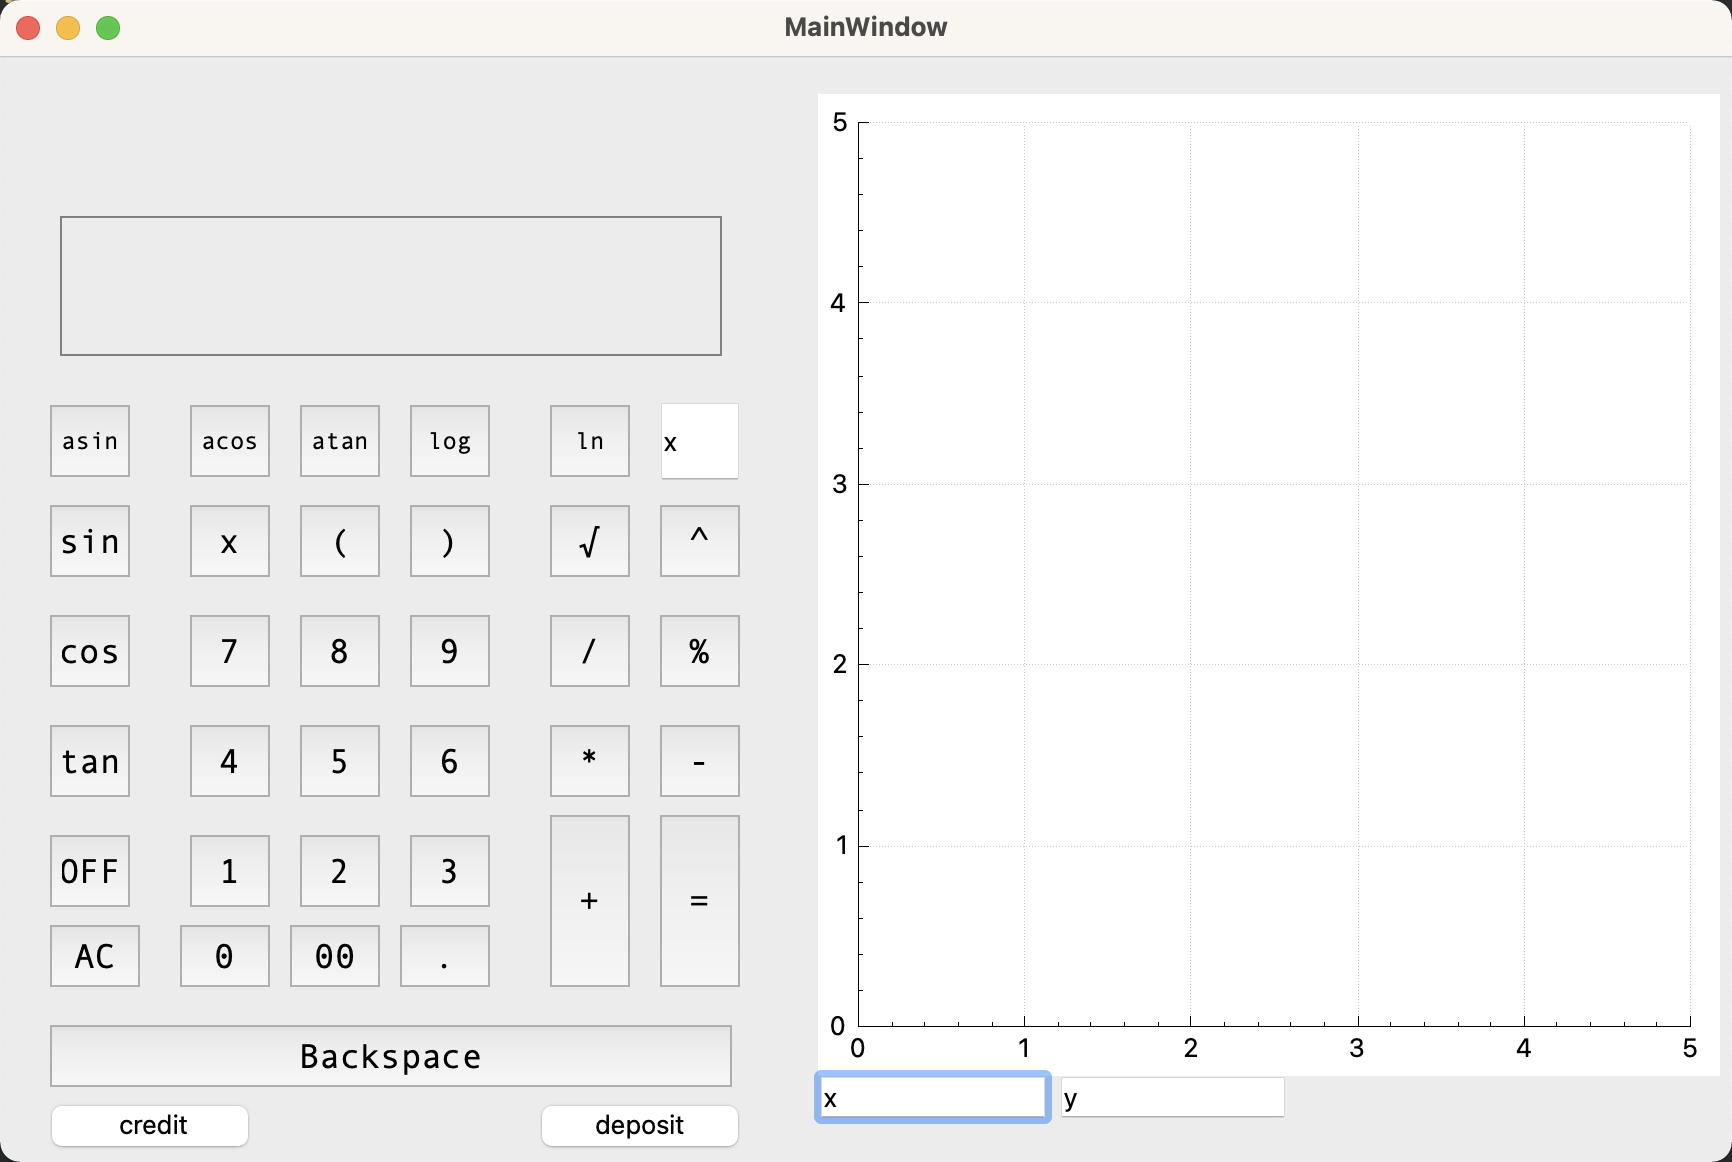 MainWindow
asin acos atan log ln x
sin x ( ) √ ^
cos 7 8 9 / %
tan 4 5 6 * -
OFF 1 2 3 + =
AC 0 00 .
Backspace
credit deposit
5
4
3
2
1
0
0 1 2 3 4 5
x y